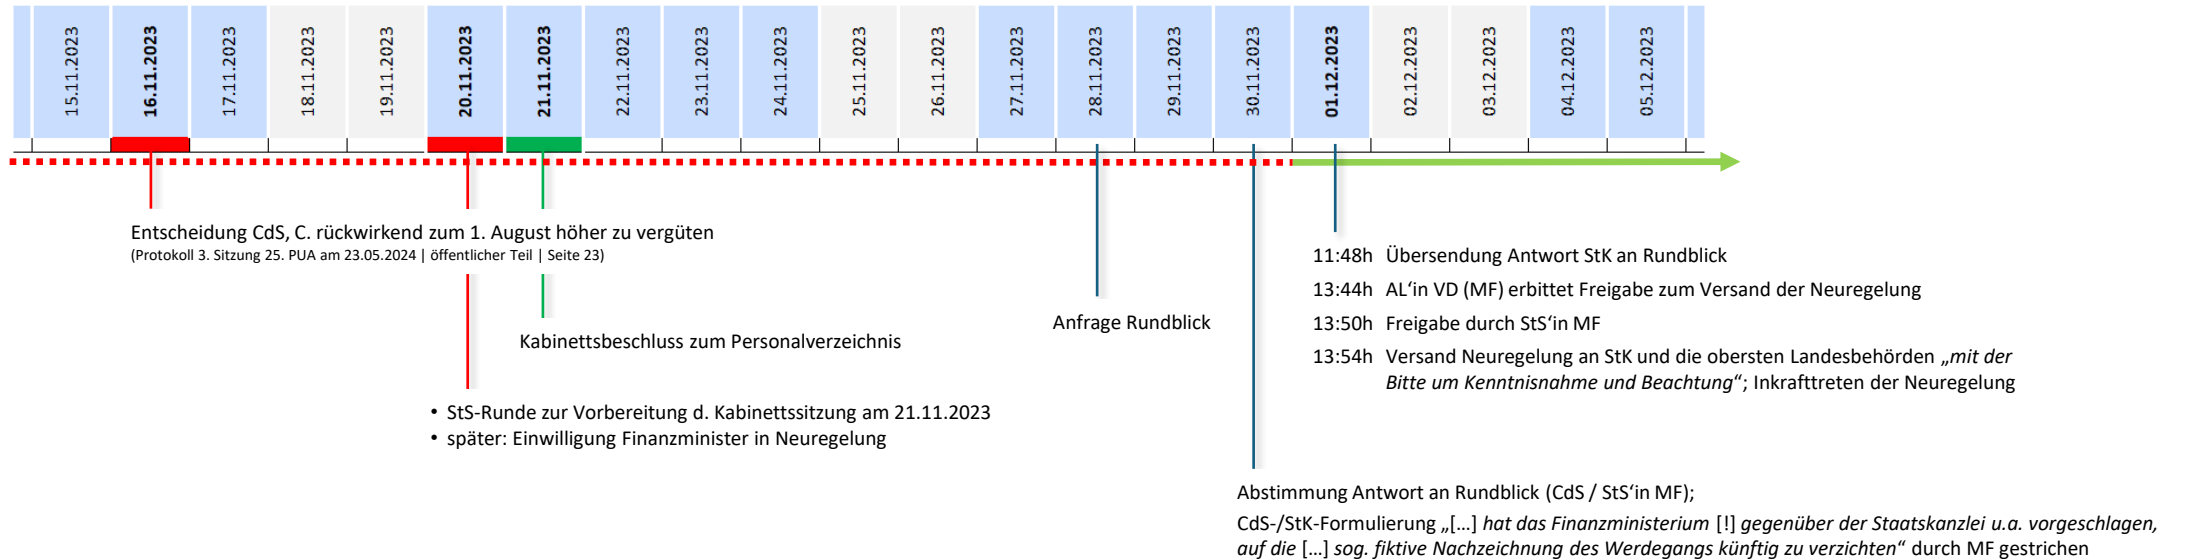 15.11.2023
16.11.2023
17.11.2023
18.11.2023
19.11.2023
20.11.2023
21.11.2023
22.11.2023
23.11.2023
24.11.2023
25.11.2023
26.11.2023
27.11.2023
28.11.2023
29.11.2023
30.11.2023
01.12.2023
02.12.2023
03.12.2023
04.12.2023
05.12.2023
Entscheidung CdS, C. rückwirkend zum 1. August höher zu vergüten
(Protokoll 3. Sitzung 25. PUA am 23.05.2024 | öffentlicher Teil | Seite 23)
Kabinettsbeschluss zum Personalverzeichnis
• StS-Runde zur Vorbereitung d. Kabinettssitzung am 21.11.2023
• später: Einwilligung Finanzminister in Neuregelung
Anfrage Rundblick
11:48h Übersendung Antwort StK an Rundblick
13:44h AL‘in VD (MF) erbittet Freigabe zum Versand der Neuregelung
13:50h Freigabe durch StS‘in MF
13:54h Versand Neuregelung an StK und die obersten Landesbehörden „mit der
Bitte um Kenntnisnahme und Beachtung“; Inkrafttreten der Neuregelung
Abstimmung Antwort an Rundblick (CdS / StS‘in MF);
CdS-/StK-Formulierung „[…] hat das Finanzministerium [!] gegenüber der Staatskanzlei u.a. vorgeschlagen,
auf die […] sog. fiktive Nachzeichnung des Werdegangs künftig zu verzichten“ durch MF gestrichen